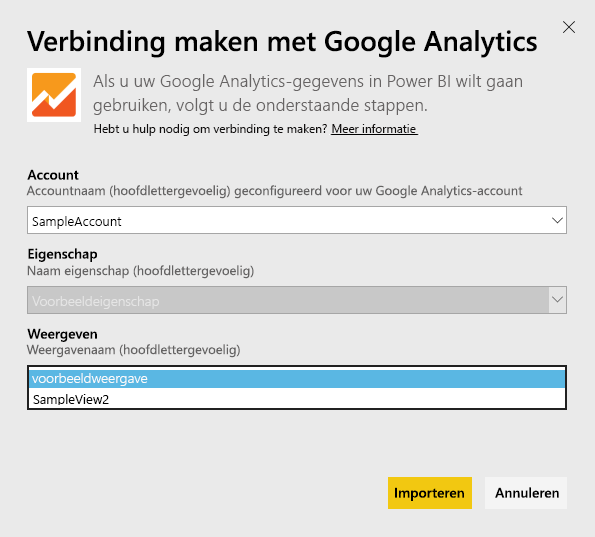 Verbinding maken met Google Analytics
Als u uw Google Analytics-gegevens in Power BI wilt gaan
gebruiken, volgt u de onderstaande stappen.
Hebt u hulp nodig om verbinding te maken? Meer informatie
Account
Accountnaam (hoofdlettergevoelig) geconfigureerd voor uw Google Analytics-account
SampleAccount
Eigenschap
Naam eigenschap (hoofdlettergevoelig)
Voorbeeldeigenschap
Weergeven
Weergavenaam (hoofdlettergevoelig)
voorbeeldweergave
SampleView2
Importeren Annuleren